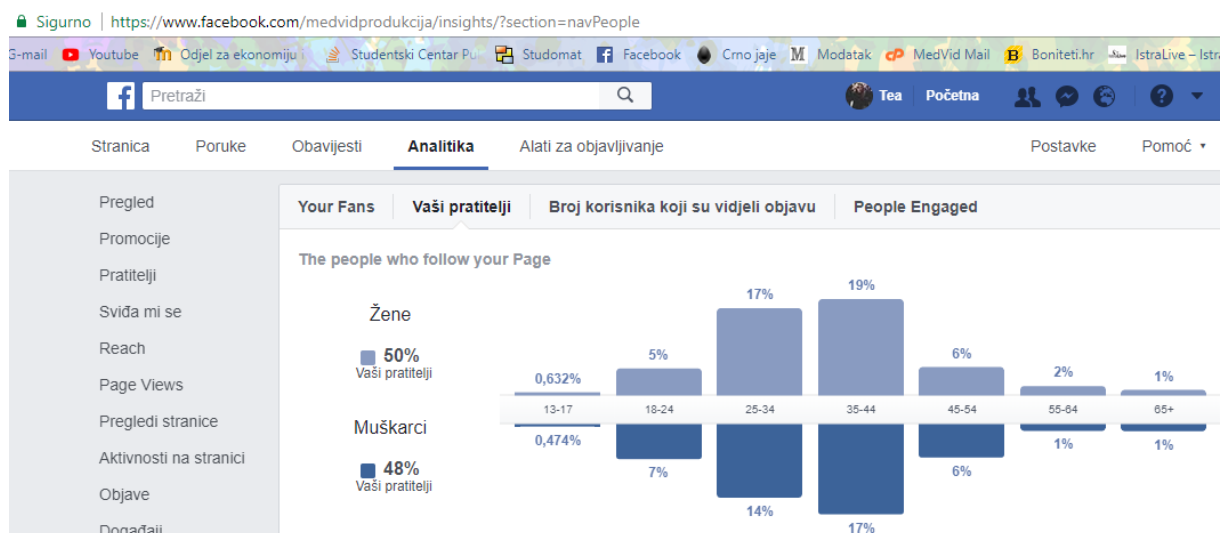 Sigurno | https://www.facebook.com/medvidprodukcija/insights/?section=navPeople
G-mail Youtube Odjel za ekonomiju i Studentski Centar Pu Studomat Facebook Crno jaje Modatak MedVid Mail Boniteti.hr IstraLive – Istra
Pretraži Tea Početna
Stranica Poruke Obavijesti Analitika Alati za objavljivanje Postavke Pomoć
Pregled
Promocije
Pratitelji
Sviđa mi se
Reach
Page Views
Pregledi stranice
Aktivnosti na stranici
Objave
Događaji
Your Fans Vaši pratitelji Broj korisnika koji su vidjeli objavu People Engaged
The people who follow your Page
Žene
50%
Vaši pratitelji
0,632% 5% 17% 19% 6% 2% 1%
13-17 18-24 25-34 35-44 45-54 55-64 65+
Muškarci
48%
Vaši pratitelji
0,474% 7% 14% 17% 6% 1% 1%